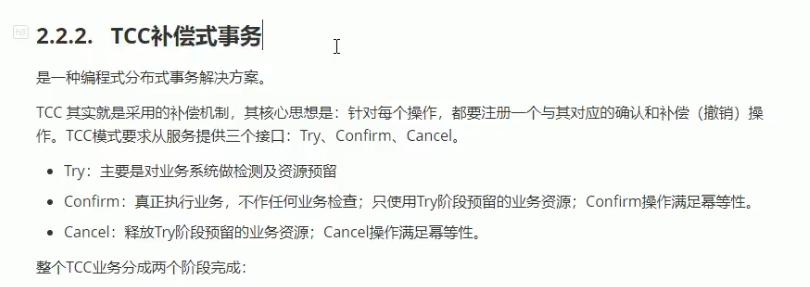 2.2.2. TCC补偿式事务
是一种编程式分布式事务解决方案。
TCC 其实就是采用的补偿机制，其核心思想是：针对每个操作，都要注册一个与其对应的确认和补偿（撤销）操
作。TCC模式要求从服务提供三个接口：Try、Confirm、Cancel。
• Try：主要是对业务系统做检测及资源预留
• Confirm：真正执行业务，不作任何业务检查；只使用Try阶段预留的业务资源；Confirm操作满足幂等性。
• Cancel：释放Try阶段预留的业务资源；Cancel操作满足幂等性。
整个TCC业务分成两个阶段完成：